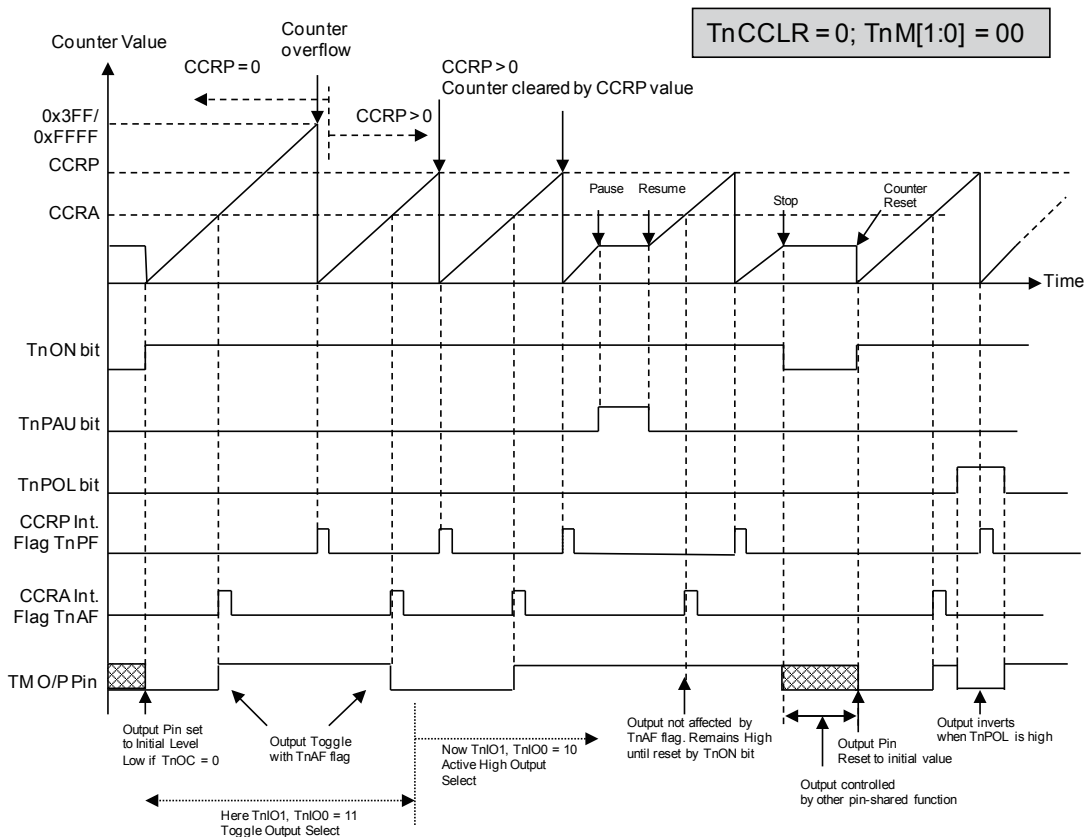 TnCCLR = 0; TnM[1:0] = 00
Counter Value
Counter
overflow
CCRP = 0
CCRP > 0
CCRP > 0
Counter cleared by CCRP value
0x3FF/
0xFFFF
CCRP
CCRA
Pause
Resume
Stop
Counter
Reset
Time
TnON bit
TnPAU bit
TnPOL bit
CCRP Int.
Flag TnPF
CCRA Int.
Flag TnAF
TM O/P Pin
Output Pin set
to Initial Level
Low if TnOC = 0
Output Toggle
with TnAF flag
Now TnIO1, TnIO0 = 10
Active High Output
Select
Output not affected by
TnAF flag. Remains High
until reset by TnON bit
Output Pin
Reset to initial value
Output inverts
when TnPOL is high
Output controlled
by other pin-shared function
Here TnIO1, TnIO0 = 11
Toggle Output Select